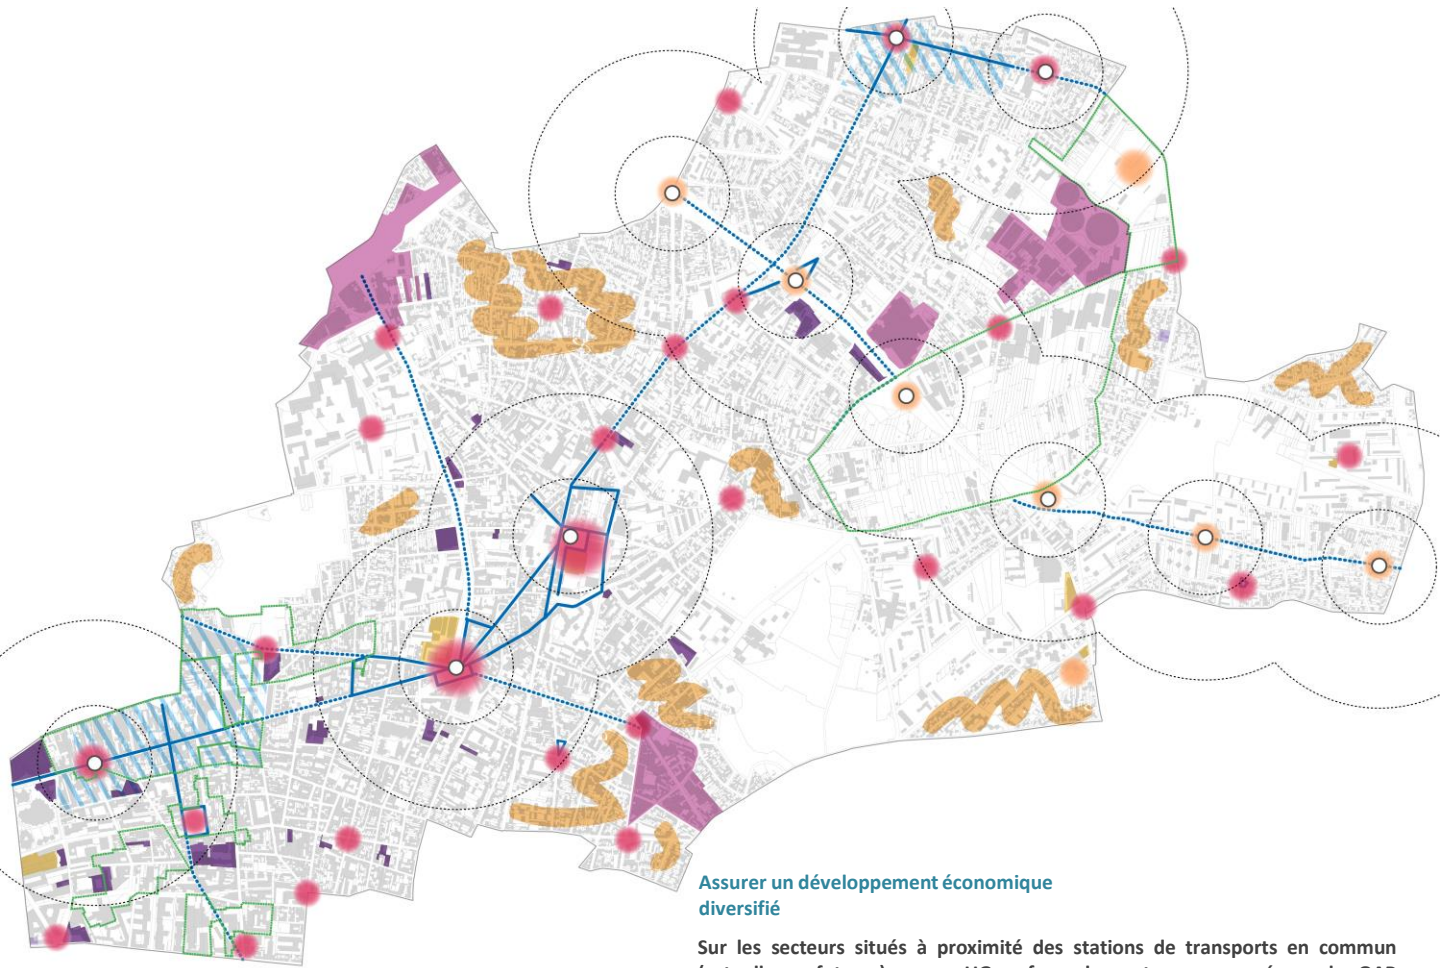 Assurer un développement économique
diversifié
Sur les secteurs situés à proximité des stations de transports en commun